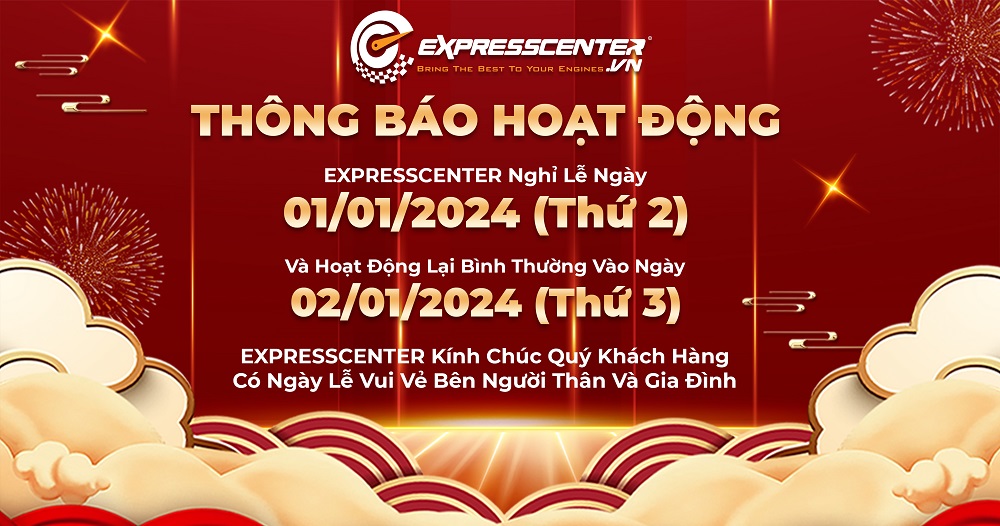 EXPRESSCENTER®
.VN
BRING THE BEST TO YOUR ENGINES
THÔNG BÁO HOẠT ĐỘNG
EXPRESSCENTER Nghỉ Lễ Ngày
01/01/2024 (Thứ 2)
Và Hoạt Động Lại Bình Thường Vào Ngày
02/01/2024 (Thứ 3)
EXPRESSCENTER Kính Chúc Quý Khách Hàng
Có Ngày Lễ Vui Vẻ Bên Người Thân Và Gia Đình